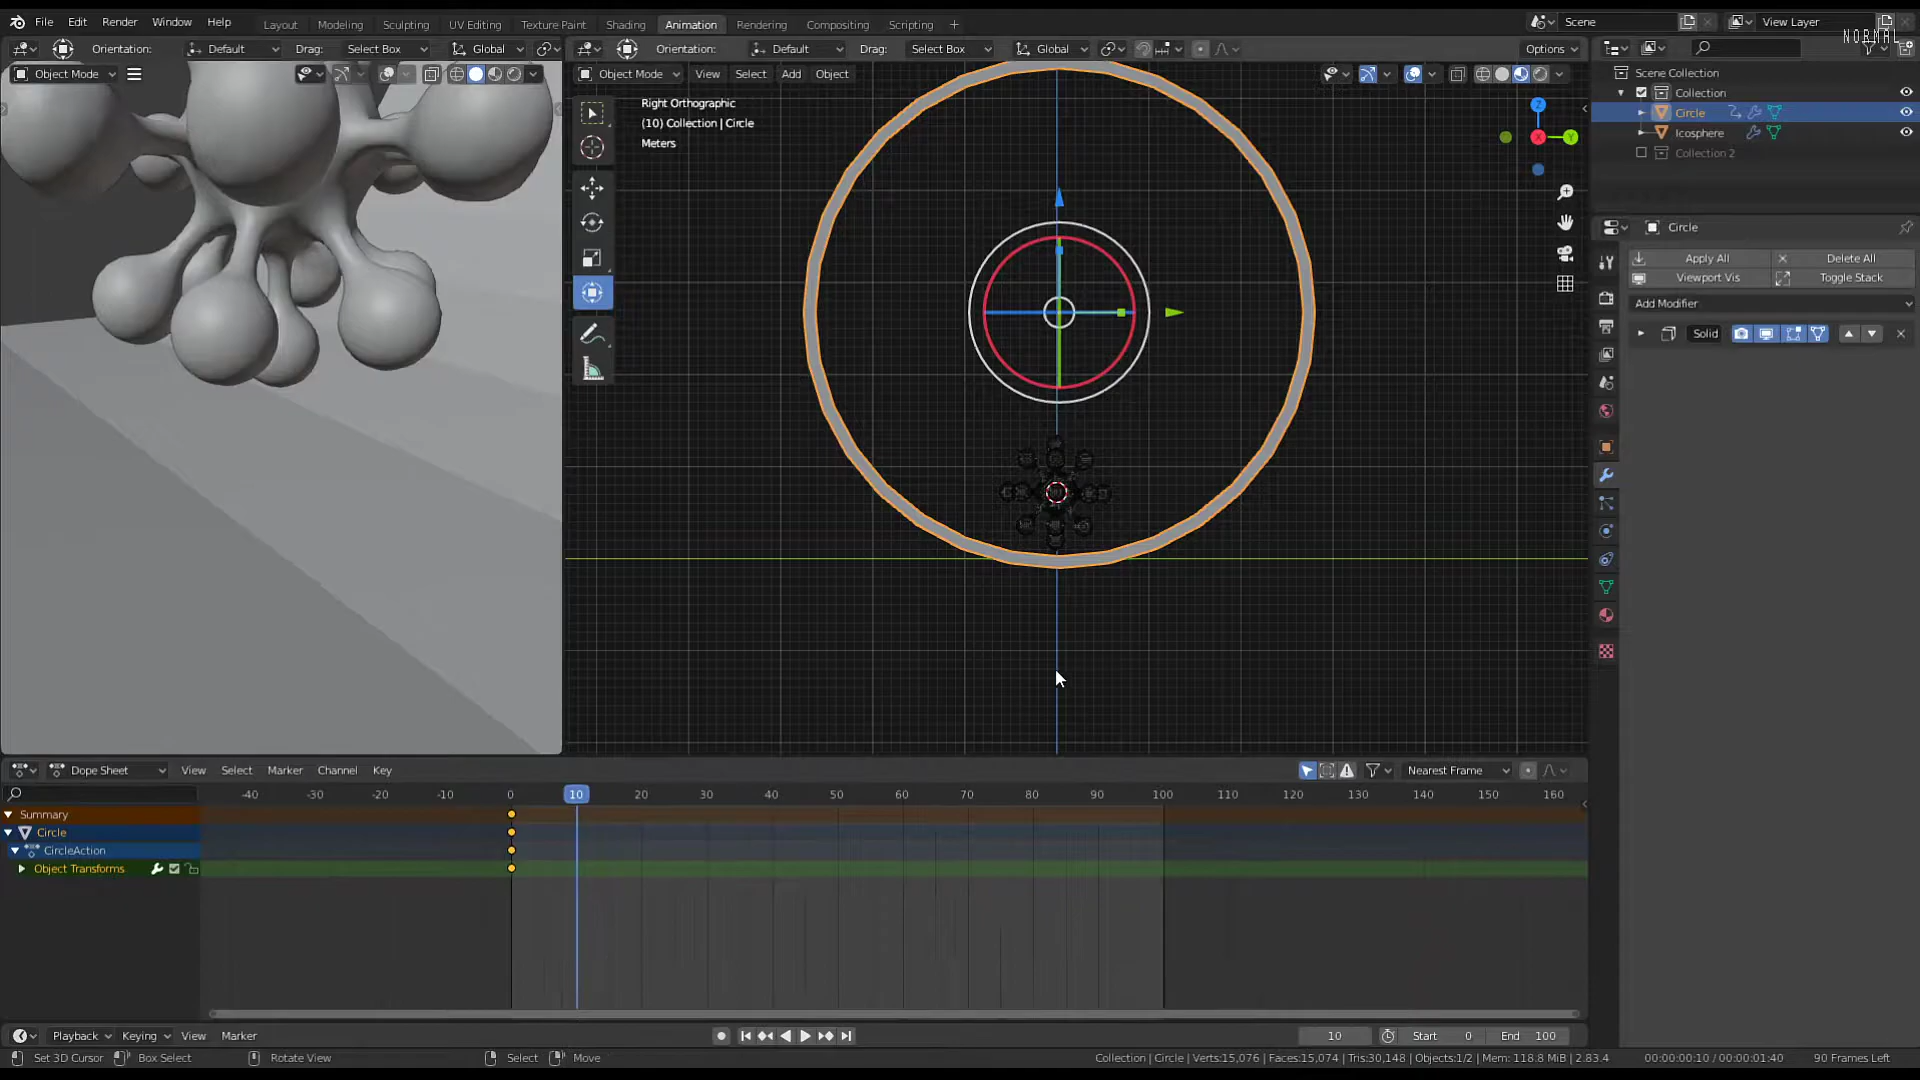 File Edit Render Window Help Layout Modeling Sculpting UV Editing Texture Paint Shading Animation Rendering Compositing Scripting + Scene View Layer
NORMAL
Orientation: Default Drag: Select Box Global Orientation: Default Drag: Select Box Global Options
Object Mode Object Mode View Select Add Object
Right Orthographic
(10) Collection | Circle
Meters
Z
X
Y
Scene Collection
Collection
Circle
Icosphere
Collection 2
Circle
Apply All Delete All
Viewport Vis Toggle Stack
Add Modifier
Solid
Dope Sheet View Select Marker Channel Key Nearest Frame
-40 -30 -20 -10 0 10 20 30 40 50 60 70 80 90 100 110 120 130 140 150 160
Summary
Circle
CircleAction
Object Transforms
Playback Keying View Marker 10 Start 0 End 100
Set 3D Cursor Box Select Rotate View Select Move Collection | Circle | Verts:15,076 | Faces:15,074 | Tris:30,148 | Objects:1/2 | Mem: 118.8 MiB | 2.83.4 00:00:00:10 / 00:00:01:40 90 Frames Left